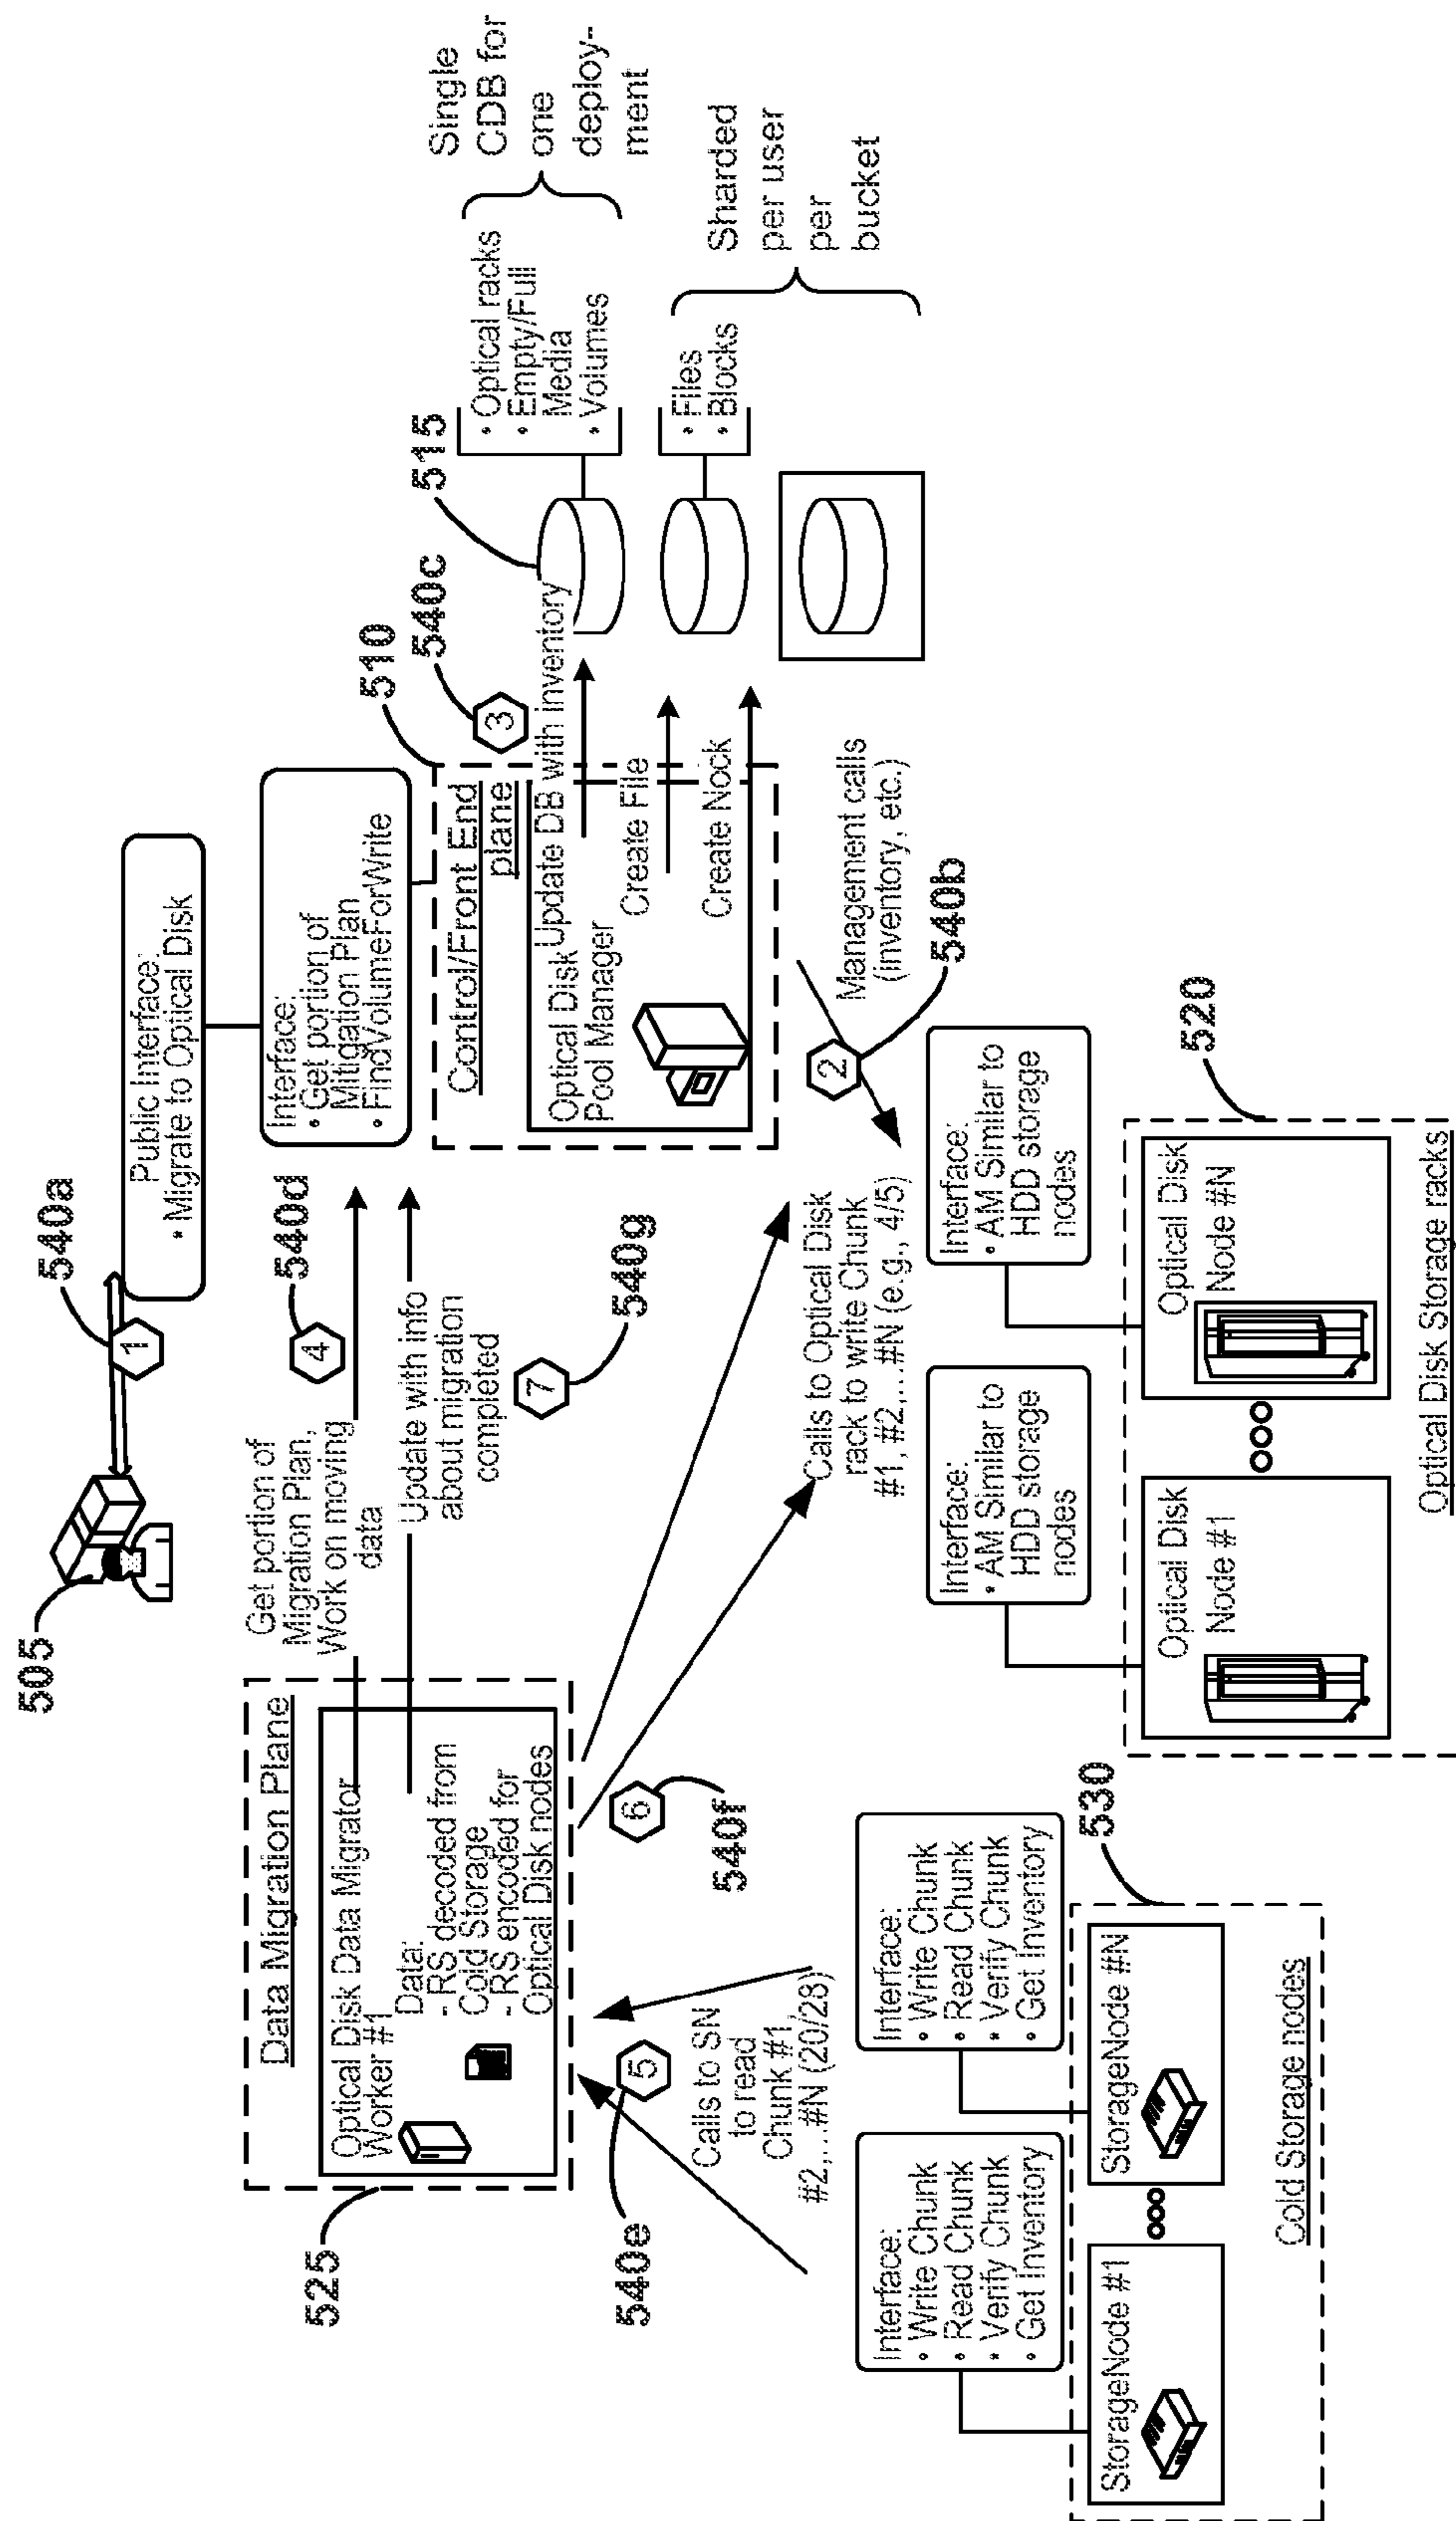 505
540a
1
Public Interface:
• Migrate to Optical Disk
Interface:
• Get portion of
Mitigation Plan
• FindVolumeForWrite
Get portion of
Migration Plan,
Work on moving
data
540d
4
Update with info
about migration
completed
7
540g
510
Control/Front End
plane
Optical Disk
Pool Manager
Update DB with inventory
Create File
Create Nock
3
540c
515
• Optical racks
• Empty/Full
Media
• Volumes
Single
CDB for
one
deploy-
ment
• Files
• Blocks
Sharded
per user
per
bucket
Management calls
(inventory, etc.)
2
540b
525
Data Migration Plane
Optical Disk Data Migrator
Worker #1
Data:
- RS decoded from
Cold Storage
- RS encoded for
Optical Disk nodes
6
540f
Calls to Optical Disk
rack to write Chunk
#1, #2,...#N (e.g., 4/5)
5
540e
Calls to SN
to read
Chunk #1,
#2,...#N (20/28)
Interface:
• Write Chunk
• Read Chunk
• Verify Chunk
• Get Inventory
Interface:
• Write Chunk
• Read Chunk
• Verify Chunk
• Get Inventory
530
StorageNode #1
StorageNode #N
Cold Storage nodes
Interface:
• AM Similar to
HDD storage
nodes
Interface:
• AM Similar to
HDD storage
nodes
520
Optical Disk
Node #1
Optical Disk
Node #N
Optical Disk Storage racks